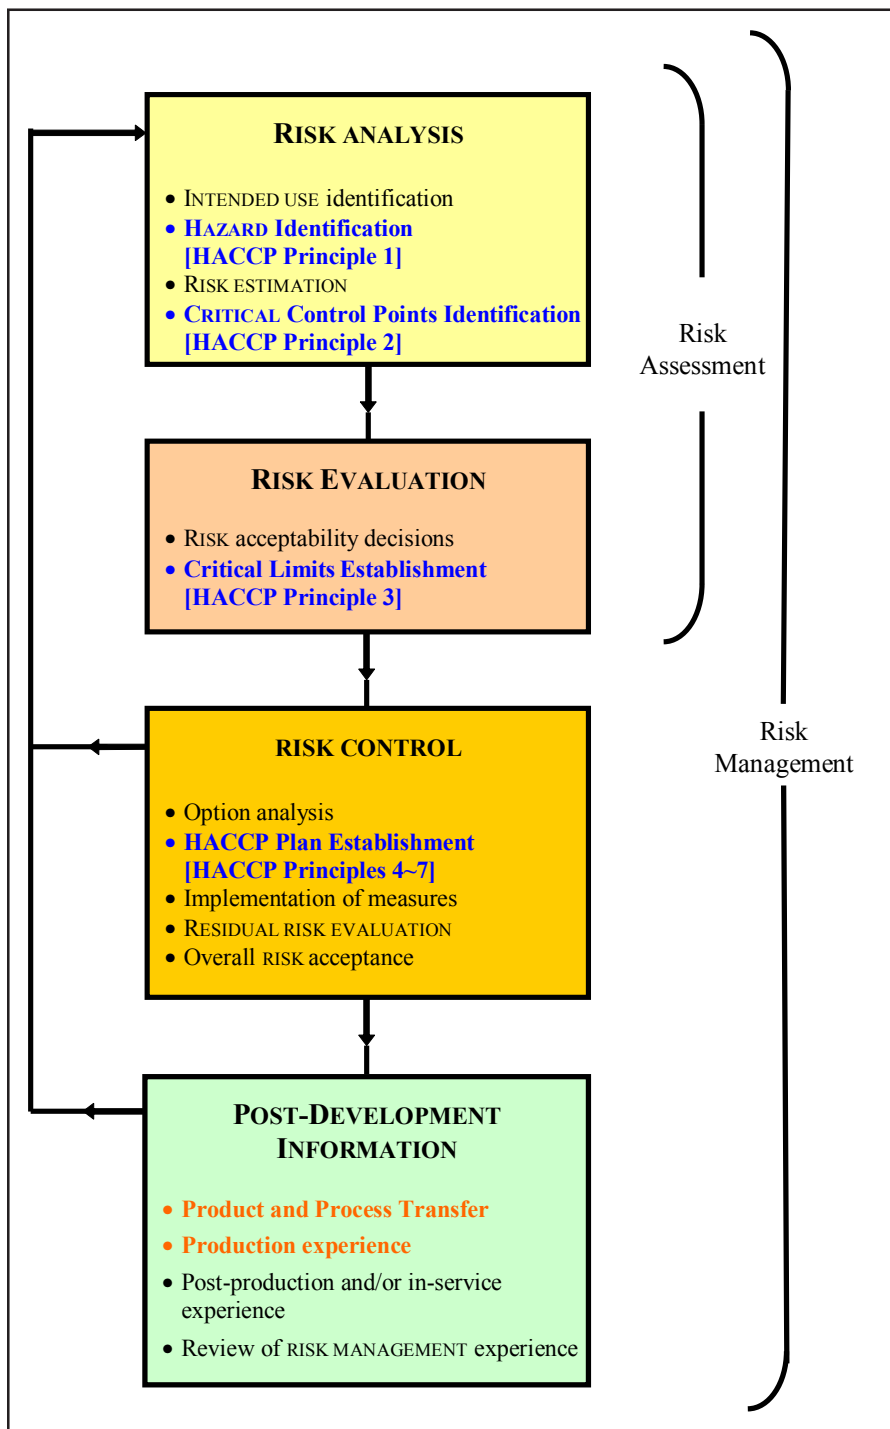 RISK ANALYSIS
• INTENDED USE identification
• HAZARD Identification
[HACCP Principle 1]
• RISK ESTIMATION
• CRITICAL Control Points Identification
[HACCP Principle 2]
Risk
Assessment
RISK EVALUATION
• RISK acceptability decisions
• Critical Limits Establishment
[HACCP Principle 3]
RISK CONTROL
• Option analysis
• HACCP Plan Establishment
[HACCP Principles 4~7]
• Implementation of measures
• RESIDUAL RISK EVALUATION
• Overall RISK acceptance
Risk
Management
POST-DEVELOPMENT
INFORMATION
• Product and Process Transfer
• Production experience
• Post-production and/or in-service
experience
• Review of RISK MANAGEMENT experience